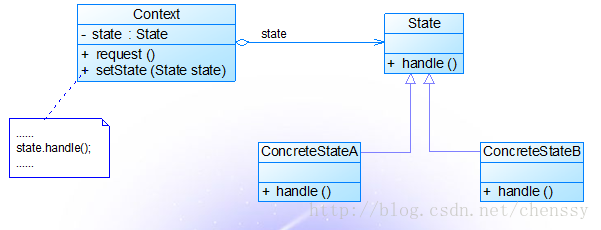 Context
- state : State
+ request ()
+ setState (State state)
state
State
+ handle ()
......
state.handle();
......
ConcreteStateA
+ handle ()
ConcreteStateB
+ handle ()
http://blog.csdn.net/chenssy